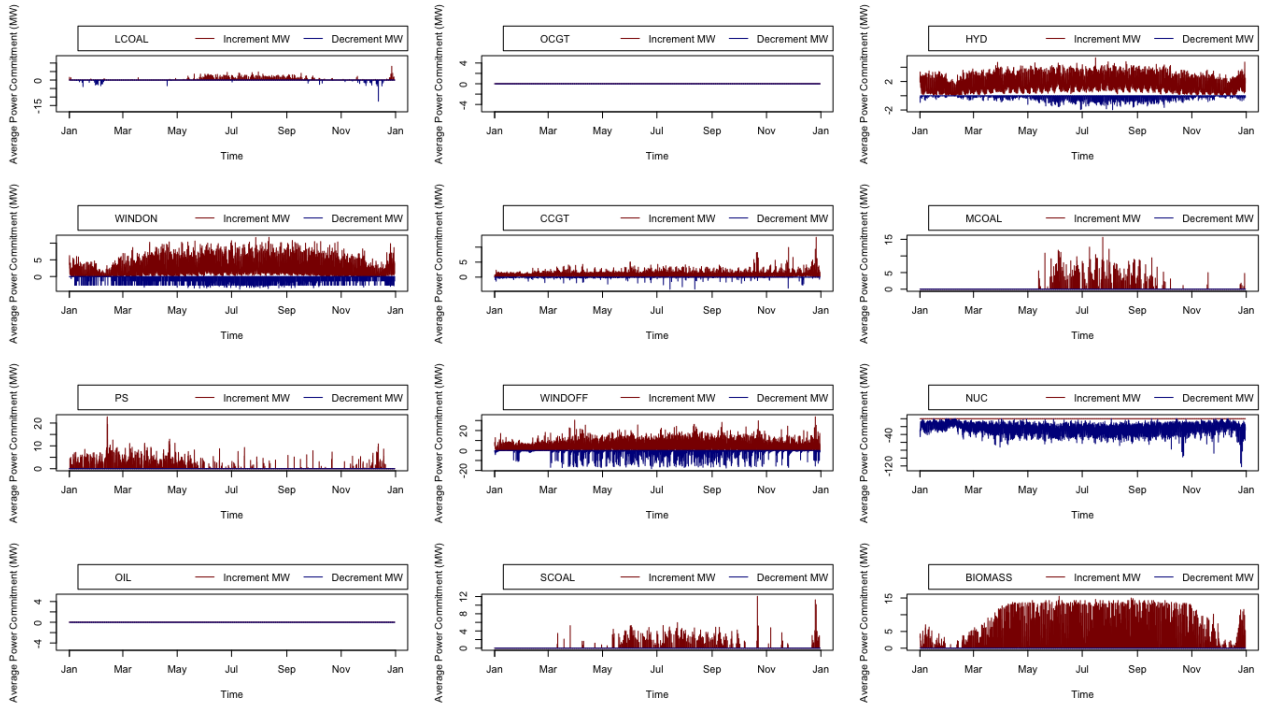 LCOAL Increment MW Decrement MW
Average Power Commitment (MW)
0
-15
Jan Mar May Jul Sep Nov Jan
Time
OCGT Increment MW Decrement MW
Average Power Commitment (MW)
4
2
0
-4
Jan Mar May Jul Sep Nov Jan
Time
HYD Increment MW Decrement MW
Average Power Commitment (MW)
2
-2
Jan Mar May Jul Sep Nov Jan
Time
WINDON Increment MW Decrement MW
Average Power Commitment (MW)
5
0
Jan Mar May Jul Sep Nov Jan
Time
CCGT Increment MW Decrement MW
Average Power Commitment (MW)
5
0
Jan Mar May Jul Sep Nov Jan
Time
MCOAL Increment MW Decrement MW
Average Power Commitment (MW)
15
10
5
0
Jan Mar May Jul Sep Nov Jan
Time
PS Increment MW Decrement MW
Average Power Commitment (MW)
20
10
0
Jan Mar May Jul Sep Nov Jan
Time
WINDOFF Increment MW Decrement MW
Average Power Commitment (MW)
20
0
-20
Jan Mar May Jul Sep Nov Jan
Time
NUC Increment MW Decrement MW
Average Power Commitment (MW)
-40
-120
Jan Mar May Jul Sep Nov Jan
Time
OIL Increment MW Decrement MW
Average Power Commitment (MW)
4
2
0
-4
Jan Mar May Jul Sep Nov Jan
Time
SCOAL Increment MW Decrement MW
Average Power Commitment (MW)
12
8
4
0
Jan Mar May Jul Sep Nov Jan
Time
BIOMASS Increment MW Decrement MW
Average Power Commitment (MW)
15
5
0
Jan Mar May Jul Sep Nov Jan
Time